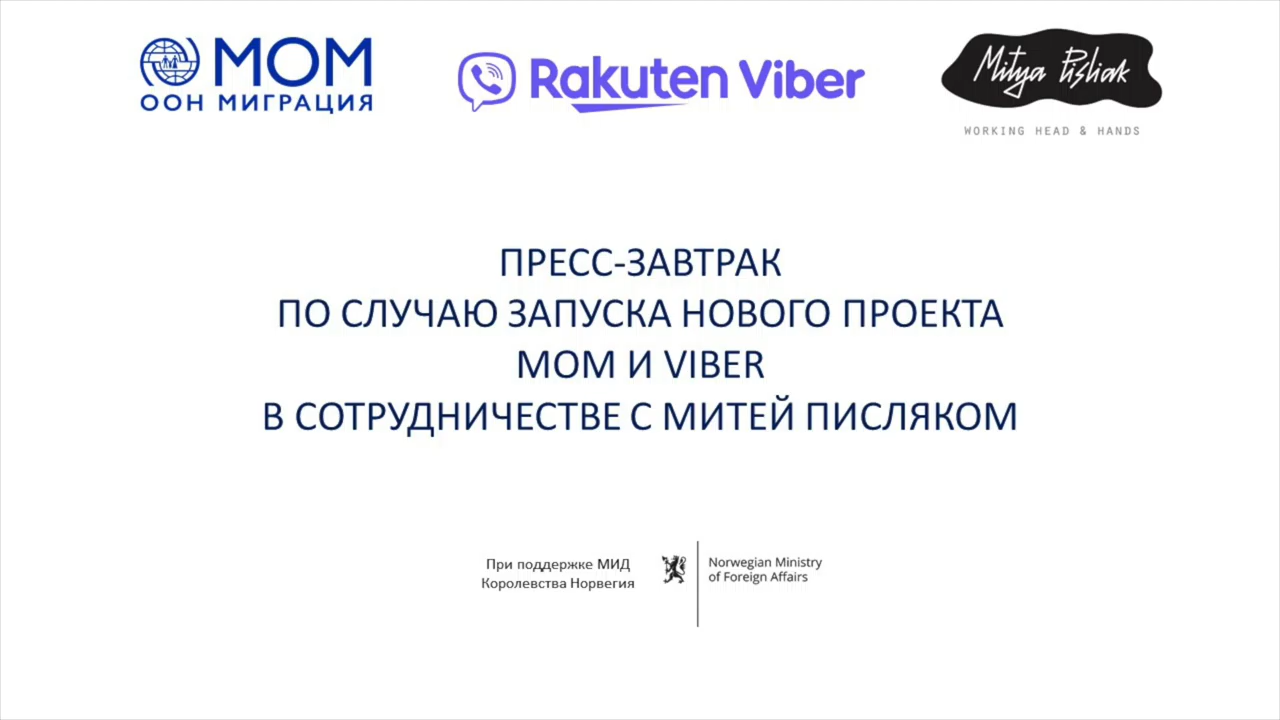 МОМ
ООН МИГРАЦИЯ
Rakuten Viber
Mitya Pisliak
WORKING HEAD & HANDS
ПРЕСС-ЗАВТРАК
ПО СЛУЧАЮ ЗАПУСКА НОВОГО ПРОЕКТА
МОМ И VIBER
В СОТРУДНИЧЕСТВЕ С МИТЕЙ ПИСЛЯКОМ
При поддержке МИД
Королевства Норвегия
Norwegian Ministry
of Foreign Affairs